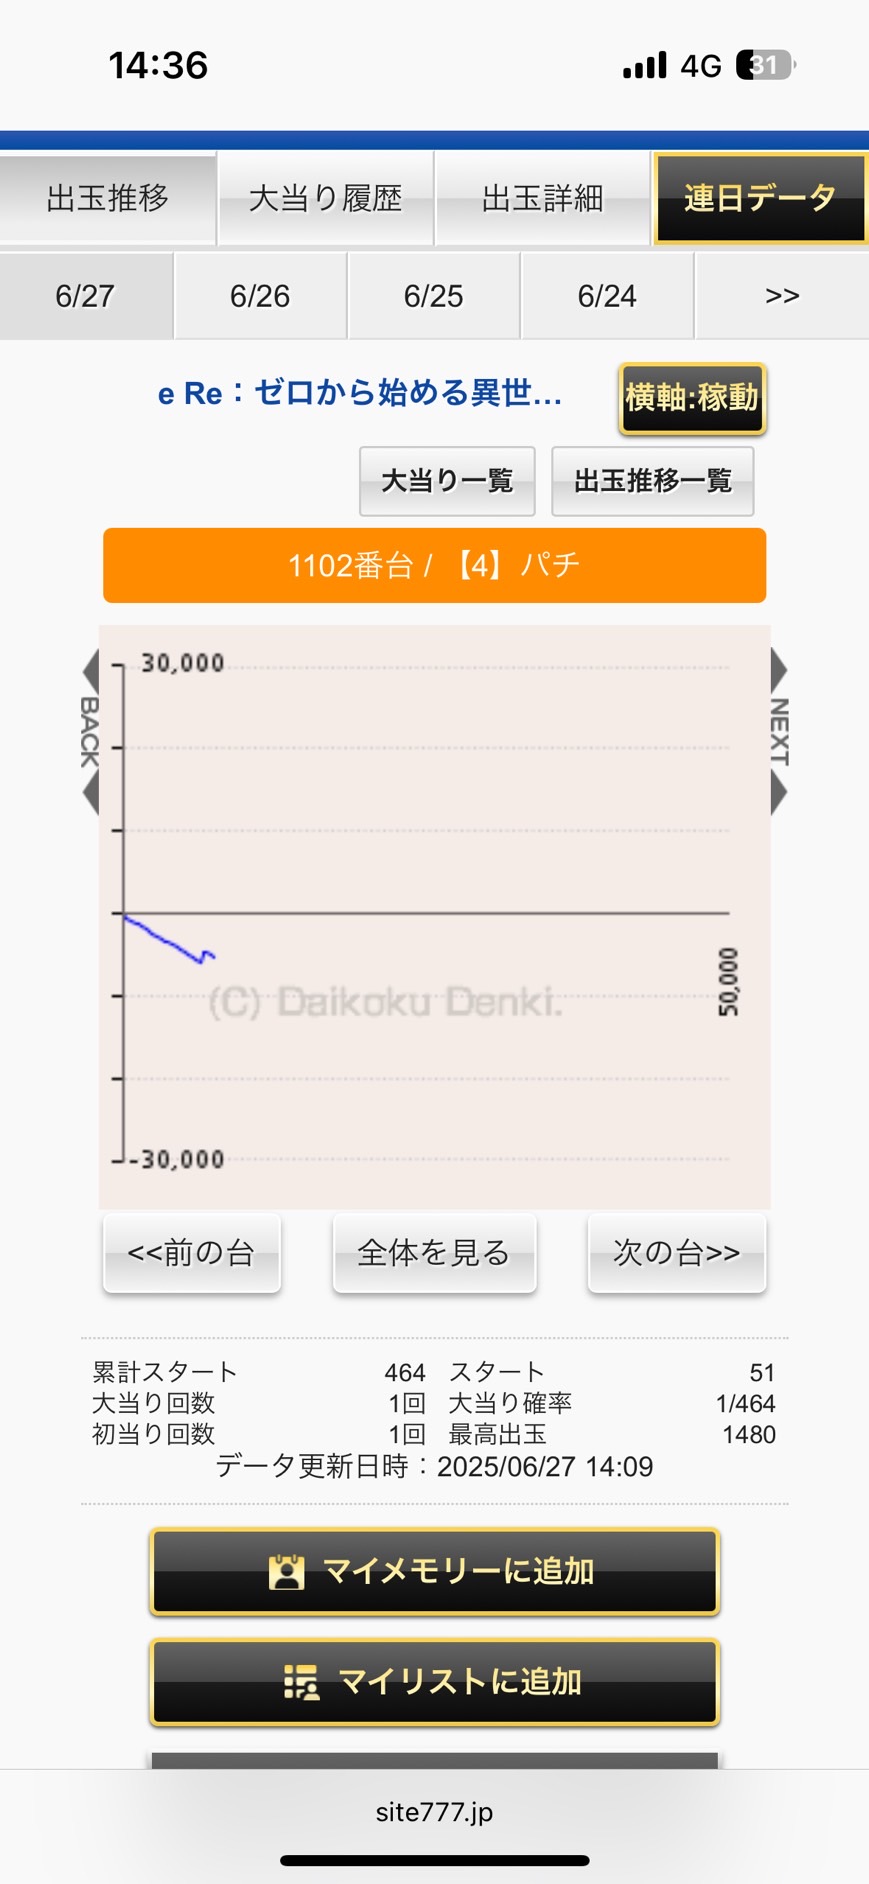 14:36 4G 31
出玉推移 大当り履歴 出玉詳細 連日データ
6/27 6/26 6/25 6/24 >>
e Re：ゼロから始める異世... 横軸:稼動
大当り一覧 出玉推移一覧
1102番台 / 【4】パチ
30,000
BACK
NEXT
50,000
(C) Daikoku Denki.
-30,000
<<前の台 全体を見る 次の台>>
累計スタート 464 スタート 51
大当り回数 1回 大当り確率 1/464
初当り回数 1回 最高出玉 1480
データ更新日時：2025/06/27 14:09
マイメモリーに追加
マイリストに追加
site777.jp